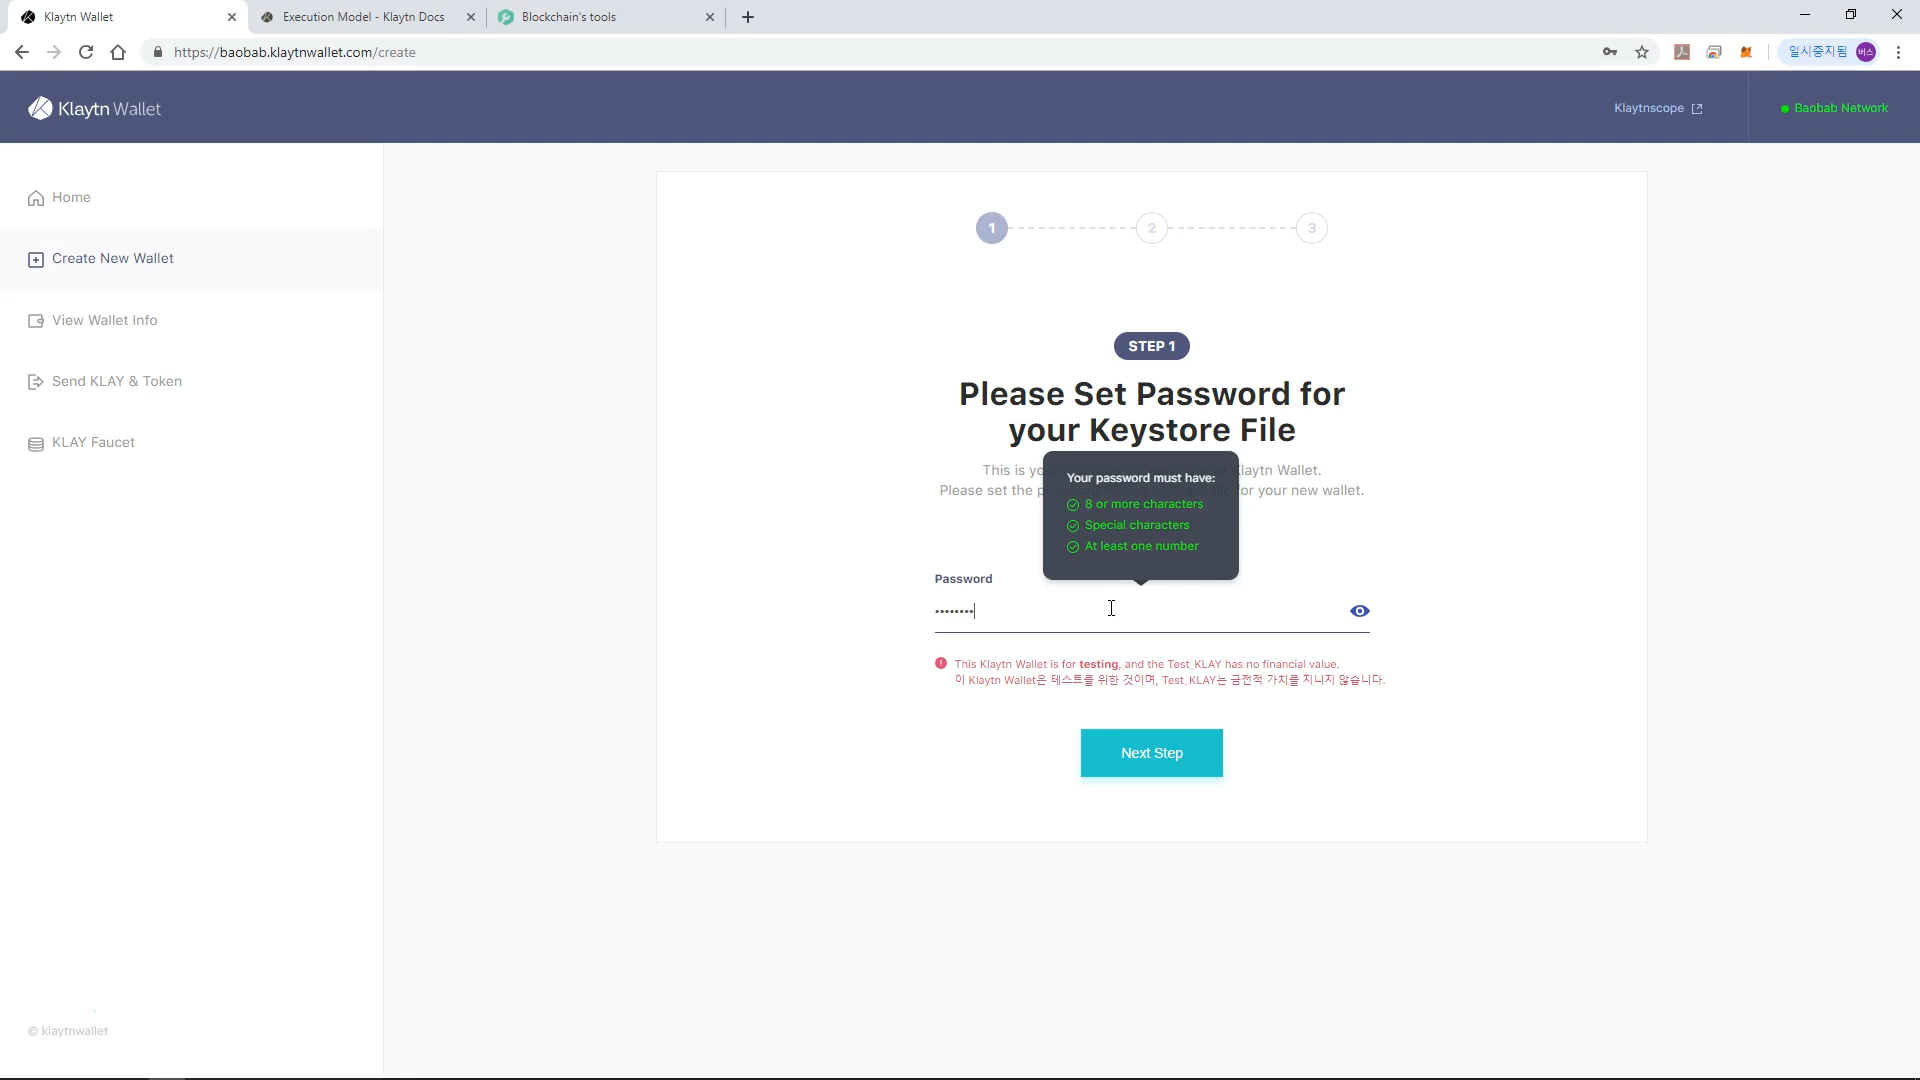 Klaytn Wallet
Execution Model - Klaytn Docs
Blockchain's tools
https://baobab.klaytnwallet.com/create
일시중지됨
버스
Klaytn Wallet
Klaytnscope
Baobab Network
Home
Create New Wallet
View Wallet Info
Send KLAY & Token
KLAY Faucet
1
2
3
STEP 1
Please Set Password for
your Keystore File
This is yo
Klaytn Wallet.
Please set the p
for your new wallet.
Your password must have:
8 or more characters
Special characters
At least one number
Password
••••••••
This Klaytn Wallet is for testing, and the Test_KLAY has no financial value.
이 Klaytn Wallet은 테스트를 위한 것이며, Test_KLAY는 금전적 가치를 지니지 않습니다.
Next Step
© klaytnwallet